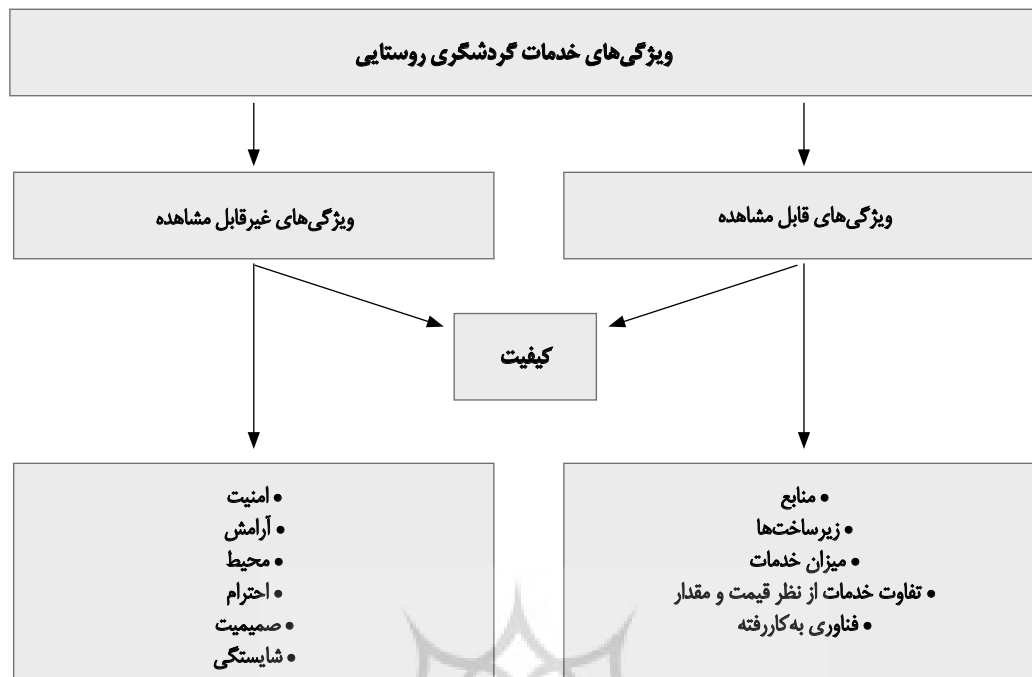 ویژگی‌های خدمات گردشگری روستایی
ویژگی‌های قابل مشاهده
ویژگی‌های غیرقابل مشاهده
کیفیت
• منابع
• زیرساخت‌ها
• میزان خدمات
• تفاوت خدمات از نظر قیمت و مقدار
• فناوری به‌کاررفته
• امنیت
• آرامش
• محیط
• احترام
• صمیمیت
• شایستگی